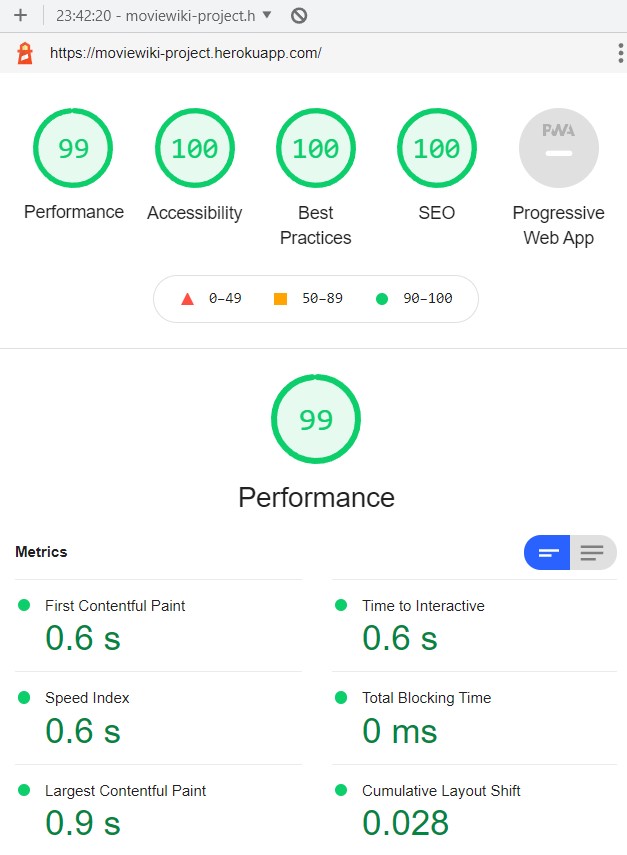 23:42:20 - moviewiki-project.h
https://moviewiki-project.herokuapp.com/
99
100
100
100
PWA
Performance
Accessibility
Best
Practices
SEO
Progressive
Web App
0–49
50–89
90–100
99
Performance
Metrics
First Contentful Paint
0.6 s
Time to Interactive
0.6 s
Speed Index
0.6 s
Total Blocking Time
0 ms
Largest Contentful Paint
0.9 s
Cumulative Layout Shift
0.028